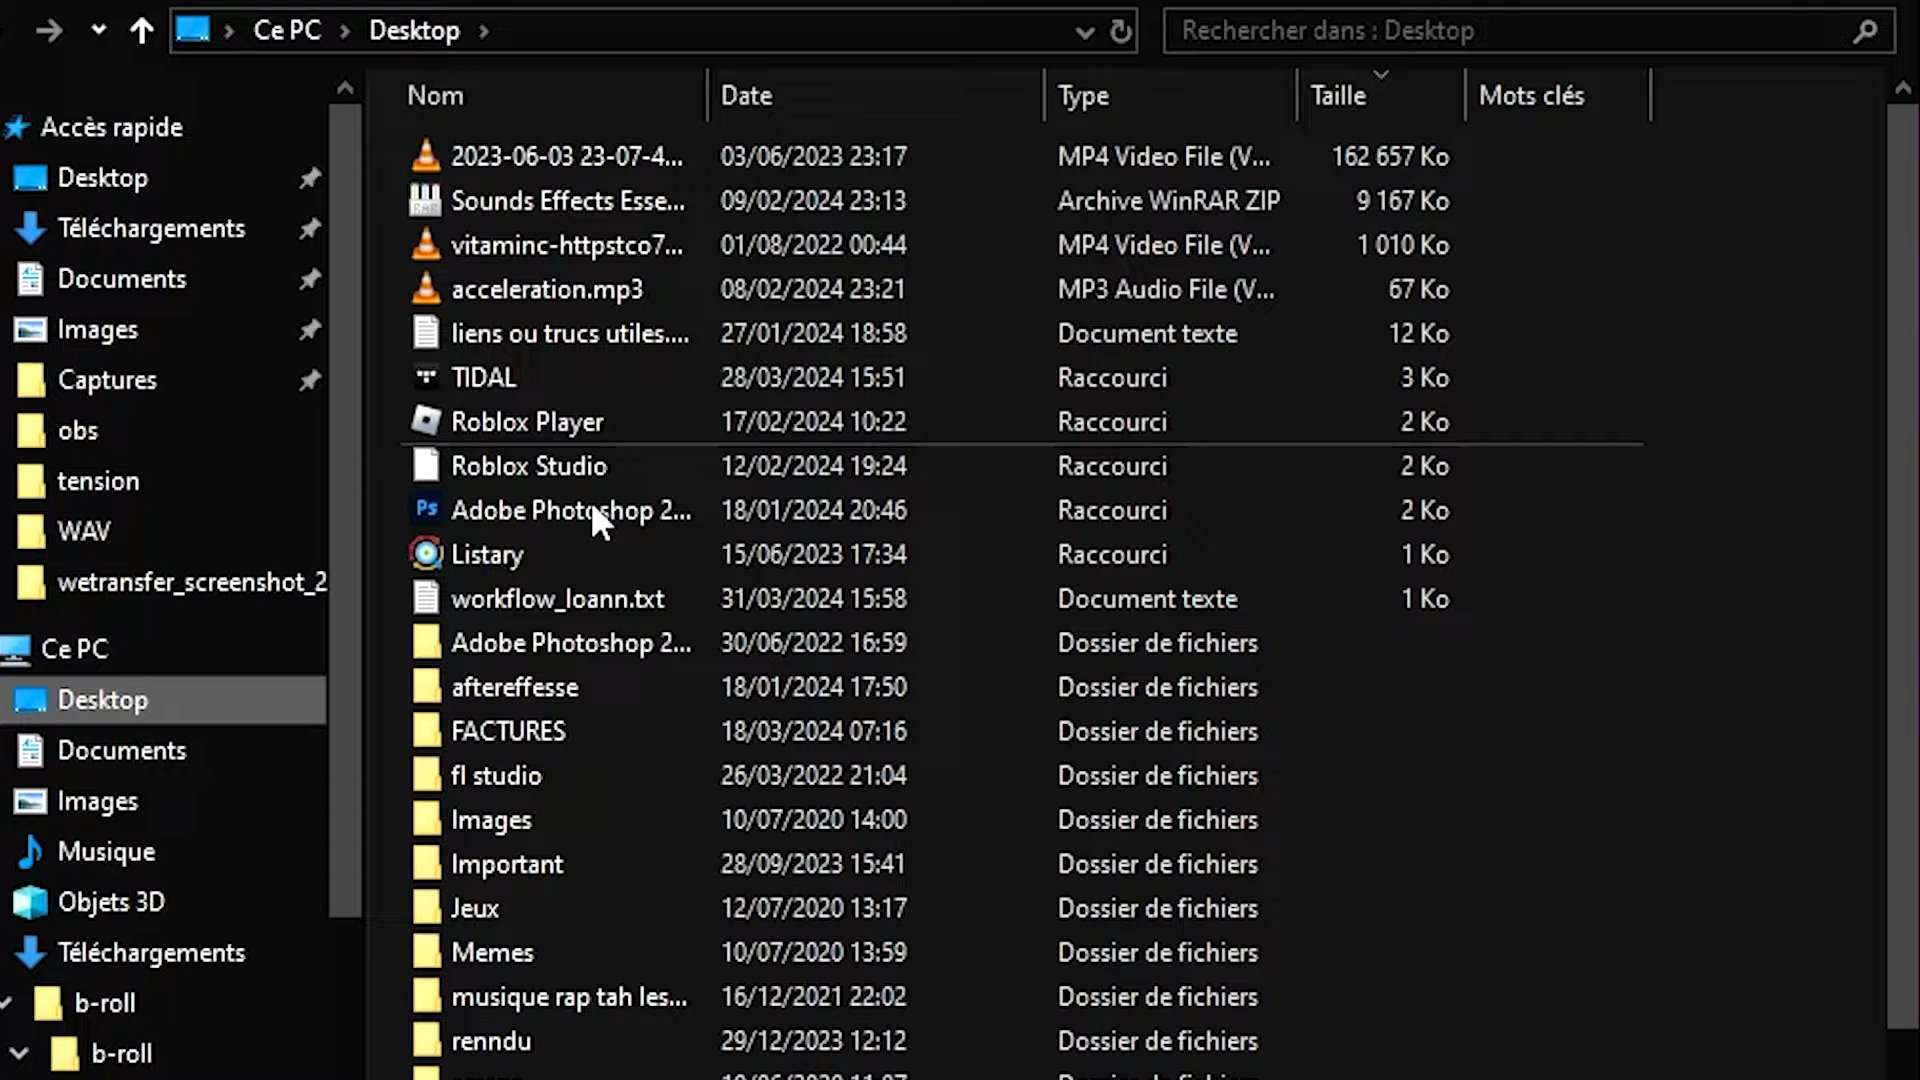 Ce PC > Desktop >
Rechercher dans : Desktop
Accès rapide
Desktop
Téléchargements
Documents
Images
Captures
obs
tension
WAV
wetransfer_screenshot_2
Ce PC
Desktop
Documents
Images
Musique
Objets 3D
Téléchargements
b-roll
b-roll
Nom Date Type Taille Mots clés
2023-06-03 23-07-4... 03/06/2023 23:17 MP4 Video File (V... 162 657 Ko
Sounds Effects Esse... 09/02/2024 23:13 Archive WinRAR ZIP 9 167 Ko
vitaminc-httpstco7... 01/08/2022 00:44 MP4 Video File (V... 1 010 Ko
acceleration.mp3 08/02/2024 23:21 MP3 Audio File (V... 67 Ko
liens ou trucs utiles.... 27/01/2024 18:58 Document texte 12 Ko
TIDAL 28/03/2024 15:51 Raccourci 3 Ko
Roblox Player 17/02/2024 10:22 Raccourci 2 Ko
Roblox Studio 12/02/2024 19:24 Raccourci 2 Ko
Ps Adobe Photoshop 2... 18/01/2024 20:46 Raccourci 2 Ko
Listary 15/06/2023 17:34 Raccourci 1 Ko
workflow_loann.txt 31/03/2024 15:58 Document texte 1 Ko
Adobe Photoshop 2... 30/06/2022 16:59 Dossier de fichiers
aftereffesse 18/01/2024 17:50 Dossier de fichiers
FACTURES 18/03/2024 07:16 Dossier de fichiers
fl studio 26/03/2022 21:04 Dossier de fichiers
Images 10/07/2020 14:00 Dossier de fichiers
Important 28/09/2023 15:41 Dossier de fichiers
Jeux 12/07/2020 13:17 Dossier de fichiers
Memes 10/07/2020 13:59 Dossier de fichiers
musique rap tah les... 16/12/2021 22:02 Dossier de fichiers
renndu 29/12/2023 12:12 Dossier de fichiers